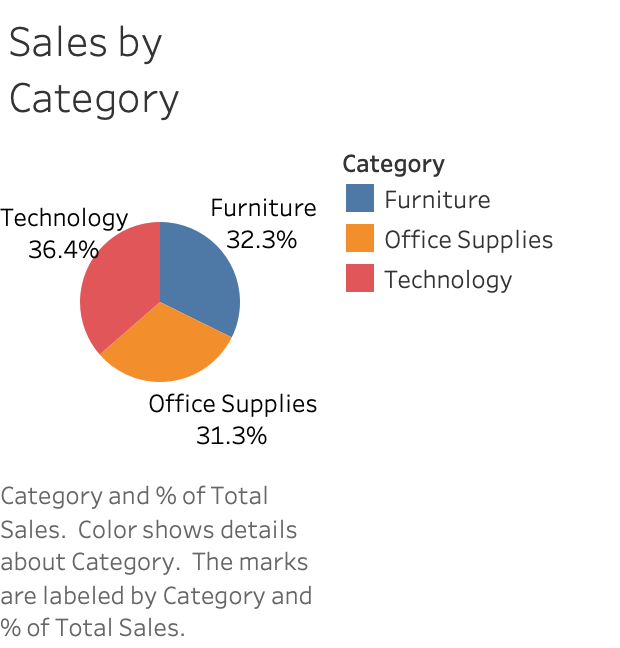 Sales by
Category
Category
Furniture
Office Supplies
Technology
Technology
36.4%
Furniture
32.3%
Office Supplies
31.3%
Category and % of Total
Sales.  Color shows details
about Category.  The marks
are labeled by Category and
% of Total Sales.